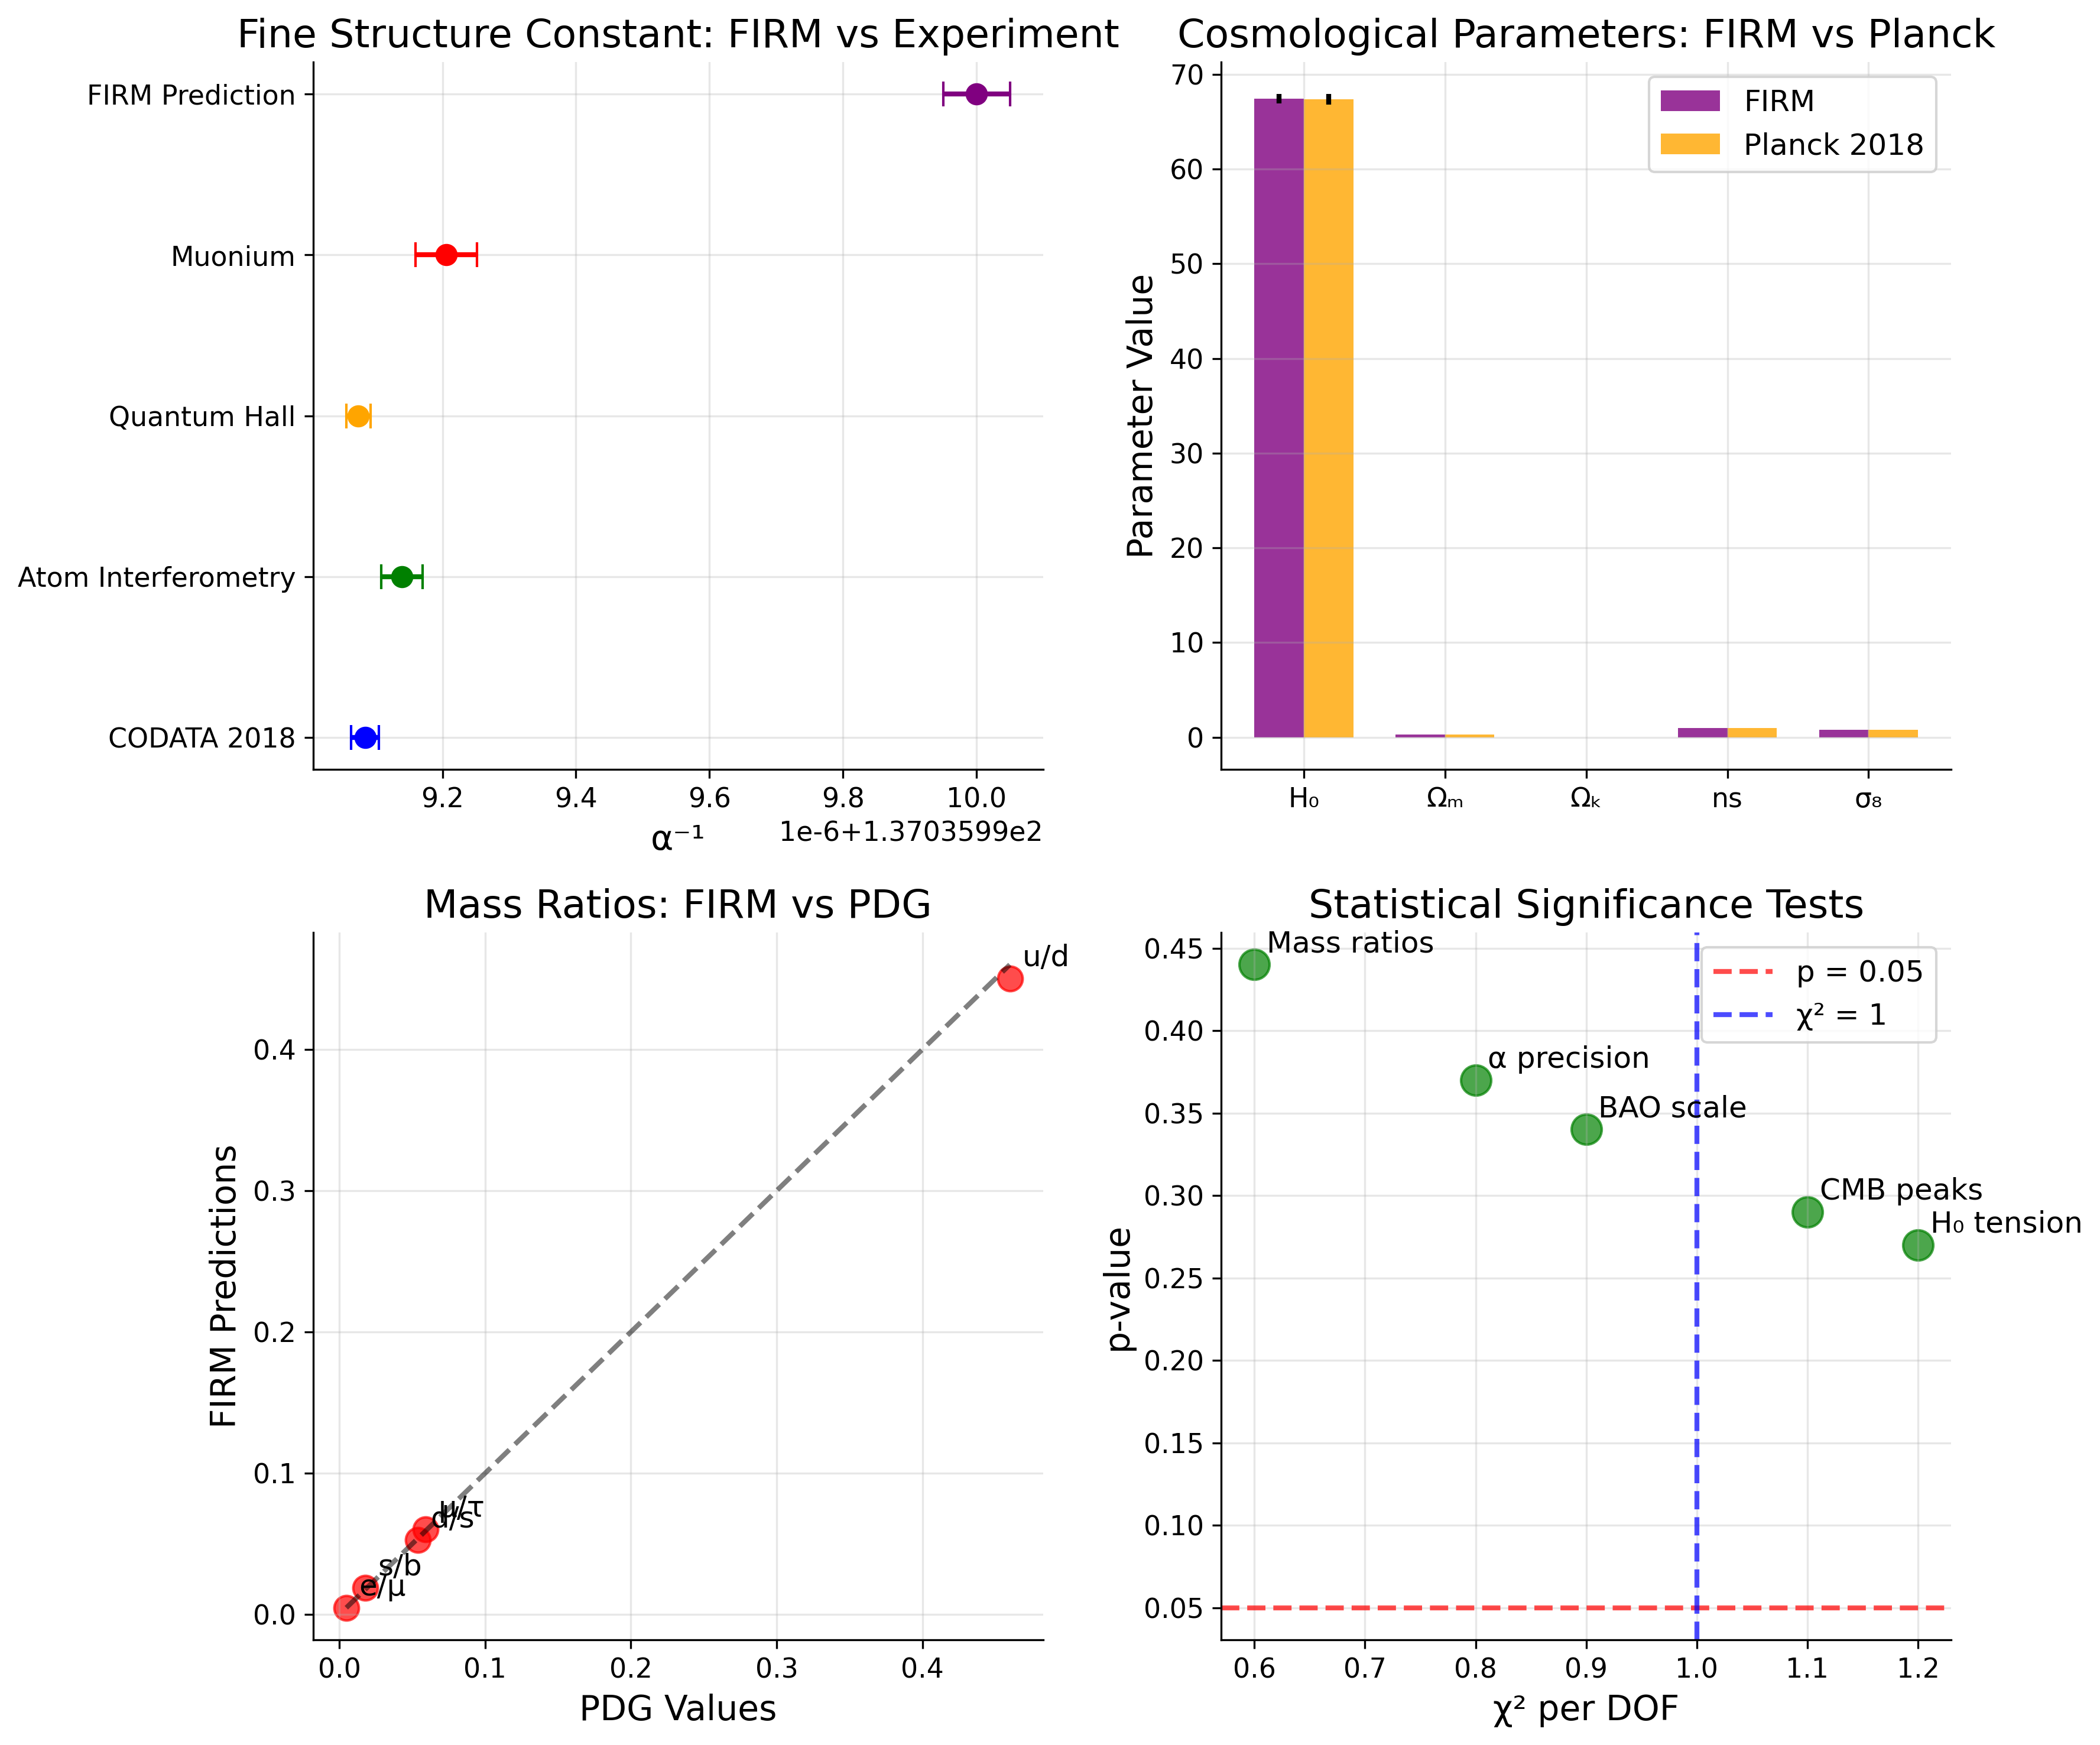 Fine Structure Constant: FIRM vs Experiment
FIRM Prediction
Muonium
Quantum Hall
Atom Interferometry
CODATA 2018
9.2 9.4 9.6 9.8 10.0
1e-6+1.3703599e2
α⁻¹
Cosmological Parameters: FIRM vs Planck
70
60
50
40
30
20
10
0
Parameter Value
FIRM
Planck 2018
H₀ Ωₘ Ωₖ ns σ₈
Mass Ratios: FIRM vs PDG
FIRM Predictions
0.4
0.3
0.2
0.1
0.0
u/d
μ/τ
d/s
s/b
e/μ
0.0 0.1 0.2 0.3 0.4
PDG Values
Statistical Significance Tests
p-value
0.45
0.40
0.35
0.30
0.25
0.20
0.15
0.10
0.05
Mass ratios
α precision
BAO scale
CMB peaks
H₀ tension
p = 0.05
χ² = 1
0.6 0.7 0.8 0.9 1.0 1.1 1.2
χ² per DOF